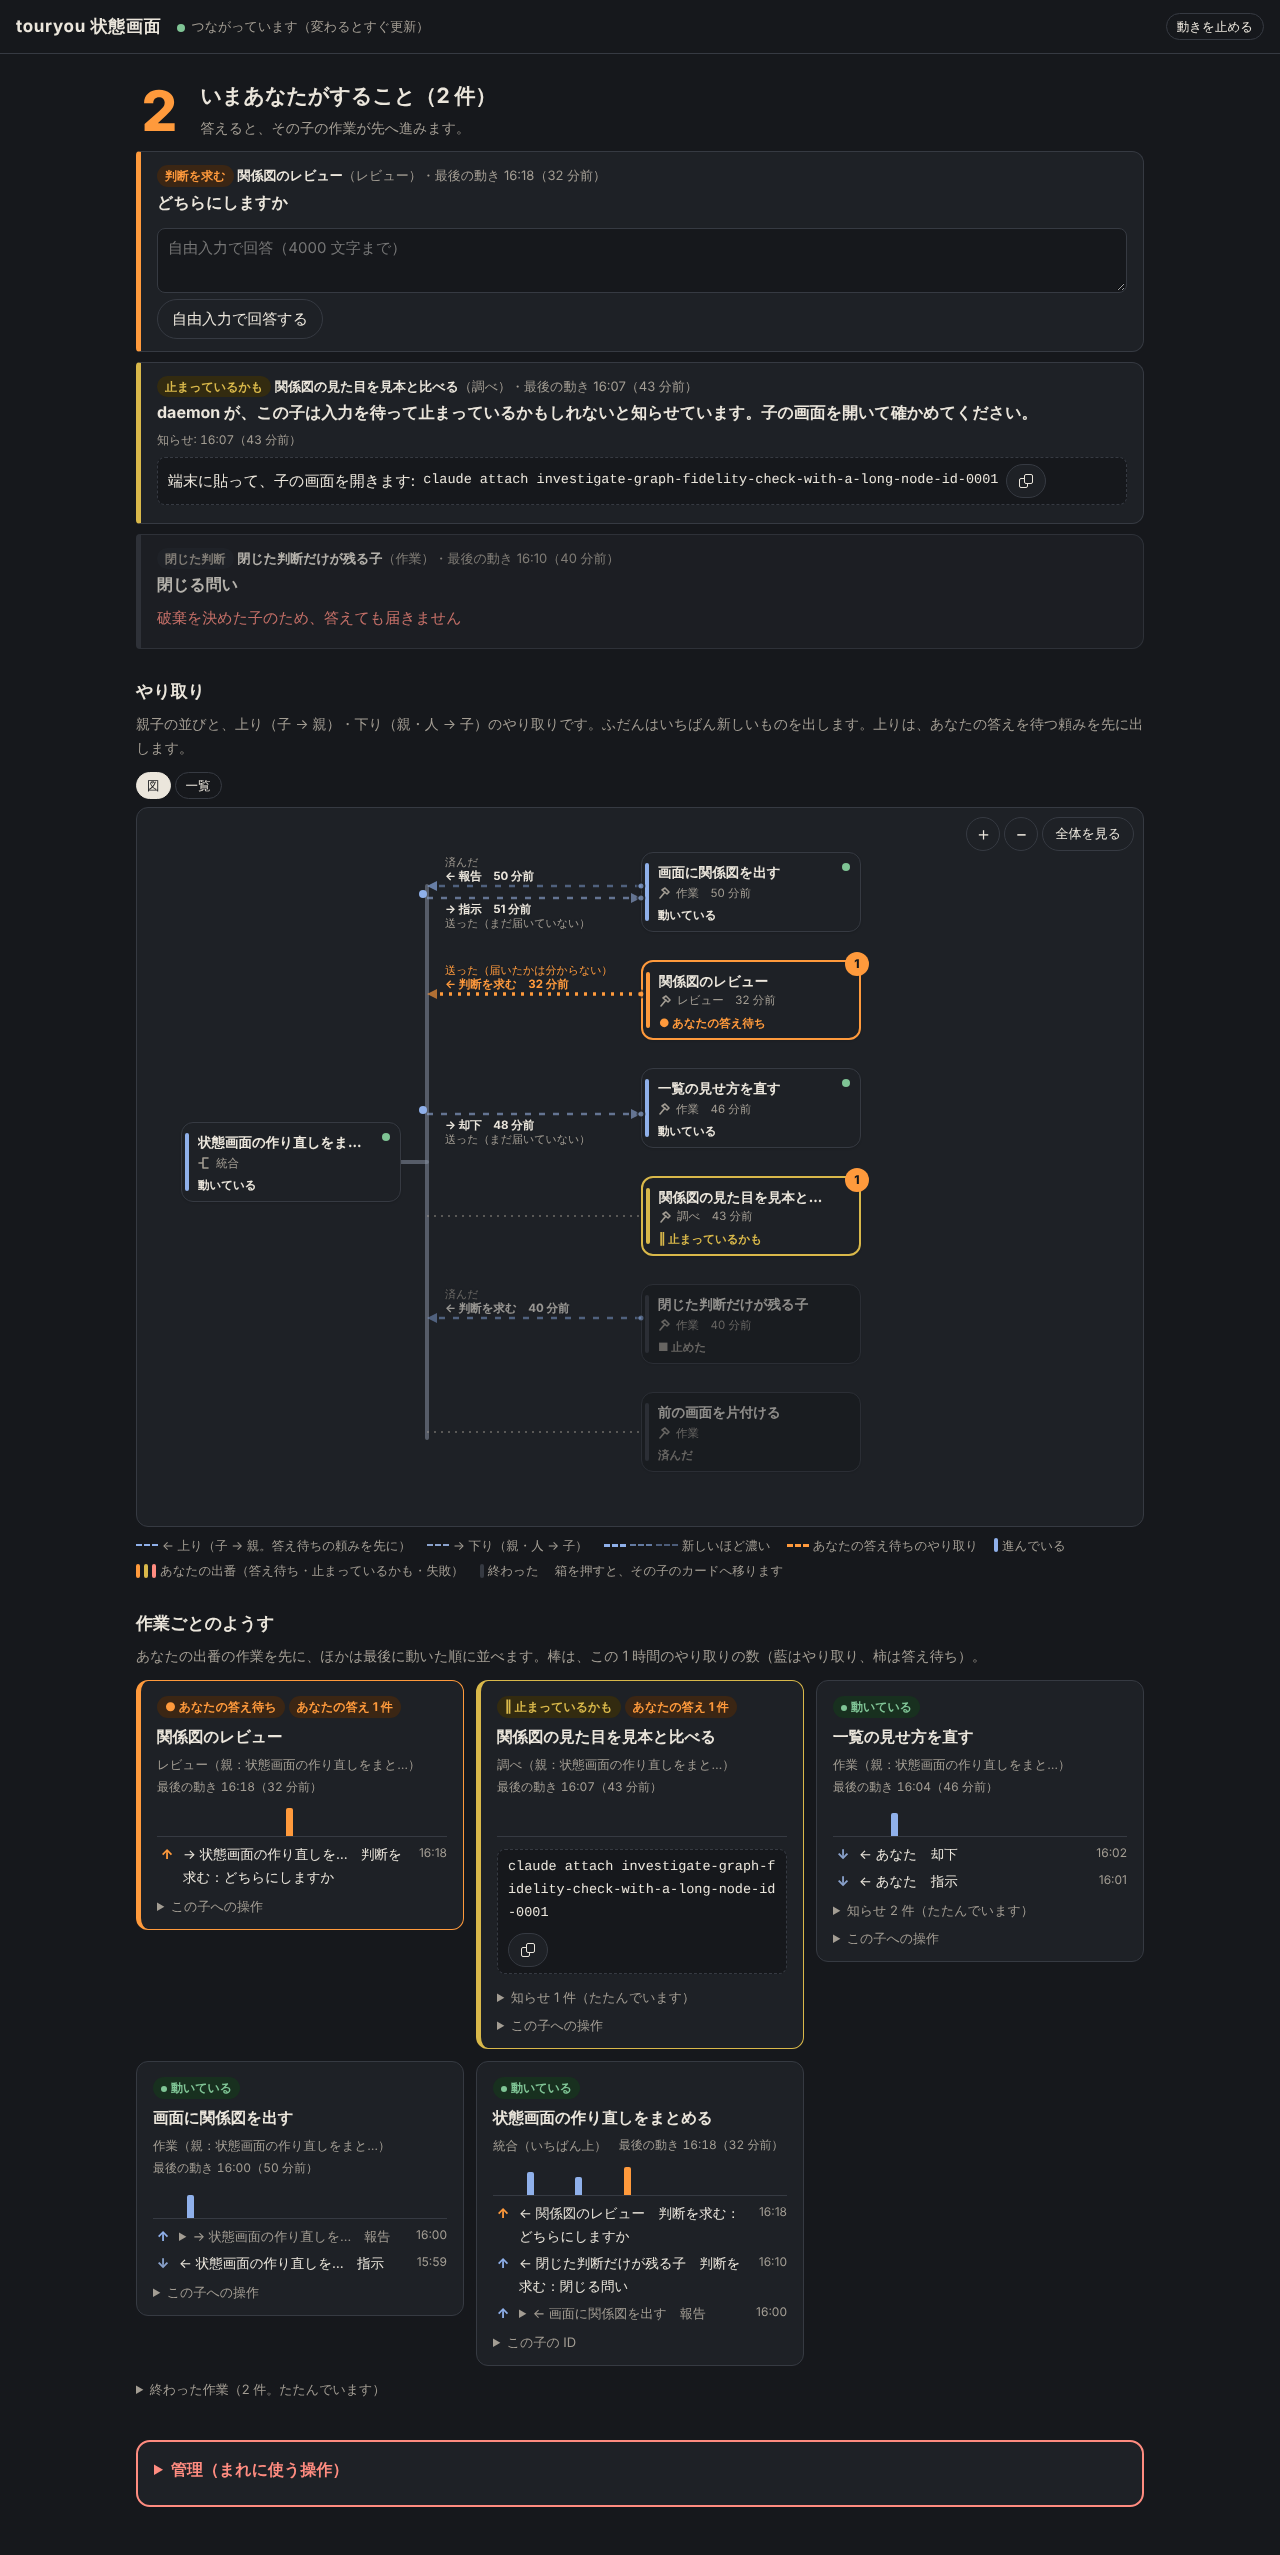 touryou 状態画面
つながっています（変わるとすぐ更新）
動きを止める
2
いまあなたがすること（2 件）
答えると、その子の作業が先へ進みます。
判断を求む 関係図のレビュー（レビュー）・最後の動き 16:18（32 分前）
どちらにしますか
自由入力で回答（4000 文字まで）
自由入力で回答する
止まっているかも 関係図の見た目を見本と比べる（調べ）・最後の動き 16:07（43 分前）
daemon が、この子は入力を待って止まっているかもしれないと知らせています。子の画面を開いて確かめてください。
知らせ: 16:07（43 分前）
端末に貼って、子の画面を開きます: claude attach investigate-graph-fidelity-check-with-a-long-node-id-0001
閉じた判断 閉じた判断だけが残る子（作業）・最後の動き 16:10（40 分前）
閉じる問い
破棄を決めた子のため、答えても届きません
やり取り
親子の並びと、上り（子 → 親）・下り（親・人 → 子）のやり取りです。ふだんはいちばん新しいものを出します。上りは、あなたの答えを待つ頼みを先に出
します。
図 一覧
+ − 全体を見る
済んだ
← 報告 50 分前
→ 指示 51 分前
送った（まだ届いていない）
画面に関係図を出す
作業 50 分前
動いている
送った（届いたかは分からない）
← 判断を求む 32 分前
1
関係図のレビュー
レビュー 32 分前
● あなたの答え待ち
→ 却下 48 分前
送った（まだ届いていない）
一覧の見せ方を直す
作業 46 分前
動いている
状態画面の作り直しをま…
統合
動いている
1
関係図の見た目を見本と…
調べ 43 分前
‖ 止まっているかも
済んだ
← 判断を求む 40 分前
閉じた判断だけが残る子
作業 40 分前
■ 止めた
前の画面を片付ける
作業
済んだ
← 上り（子 → 親。答え待ちの頼みを先に） → 下り（親・人 → 子） 新しいほど濃い あなたの答え待ちのやり取り 進んでいる
あなたの出番（答え待ち・止まっているかも・失敗） 終わった 箱を押すと、その子のカードへ移ります
作業ごとのようす
あなたの出番の作業を先に、ほかは最後に動いた順に並べます。棒は、この 1 時間のやり取りの数（藍はやり取り、柿は答え待ち）。
● あなたの答え待ち あなたの答え 1 件
関係図のレビュー
レビュー（親：状態画面の作り直しをまと…）
最後の動き 16:18（32 分前）
↑ → 状態画面の作り直しを… 判断を 16:18
求む：どちらにしますか
▶ この子への操作
‖ 止まっているかも あなたの答え 1 件
関係図の見た目を見本と比べる
調べ（親：状態画面の作り直しをまと…）
最後の動き 16:07（43 分前）
claude attach investigate-graph-f
idelity-check-with-a-long-node-id
-0001
▶ 知らせ 1 件（たたんでいます）
▶ この子への操作
● 動いている
一覧の見せ方を直す
作業（親：状態画面の作り直しをまと…）
最後の動き 16:04（46 分前）
↓ ← あなた 却下 16:02
↓ ← あなた 指示 16:01
▶ 知らせ 2 件（たたんでいます）
▶ この子への操作
● 動いている
画面に関係図を出す
作業（親：状態画面の作り直しをまと…）
最後の動き 16:00（50 分前）
↑ ▶ → 状態画面の作り直しを… 報告 16:00
↓ ← 状態画面の作り直しを… 指示 15:59
▶ この子への操作
● 動いている
状態画面の作り直しをまとめる
統合（いちばん上） 最後の動き 16:18（32 分前）
↑ ← 関係図のレビュー 判断を求む： 16:18
どちらにしますか
↑ ← 閉じた判断だけが残る子 判断を 16:10
求む：閉じる問い
↑ ▶ ← 画面に関係図を出す 報告 16:00
▶ この子の ID
▶ 終わった作業（2 件。たたんでいます）
▶ 管理（まれに使う操作）